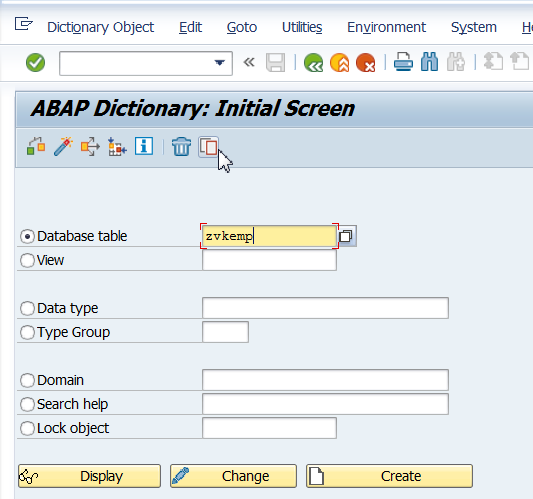 Dictionary Object Edit Goto Utilities Environment System
ABAP Dictionary: Initial Screen
Database table zvkemp
View
Data type
Type Group
Domain
Search help
Lock object
Display Change Create